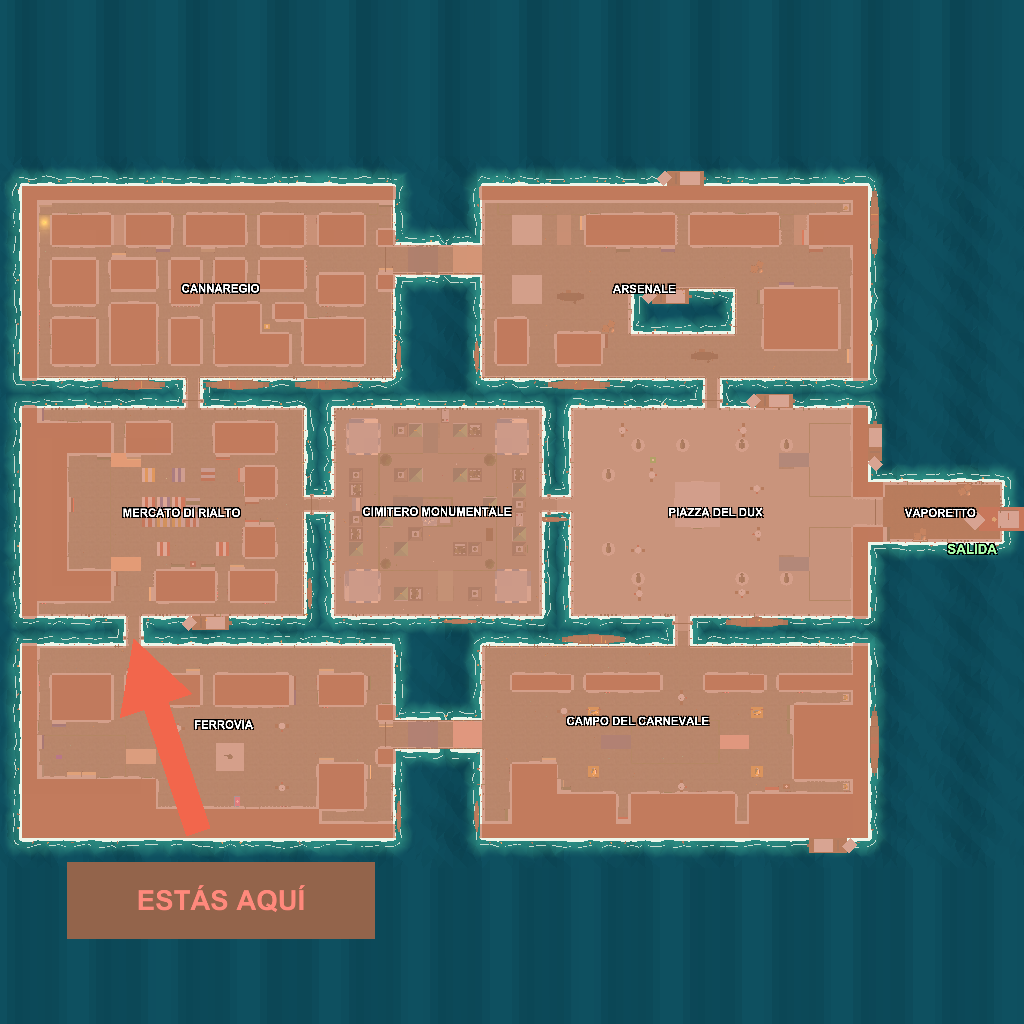 CANNAREGIO
ARSENALE
MERCATO DI RIALTO
CIMITERO MONUMENTALE
PIAZZA DEL DUX
VAPORETTO
SALIDA
FERROVIA
CAMPO DEL CARNEVALE
ESTÁS AQUÍ